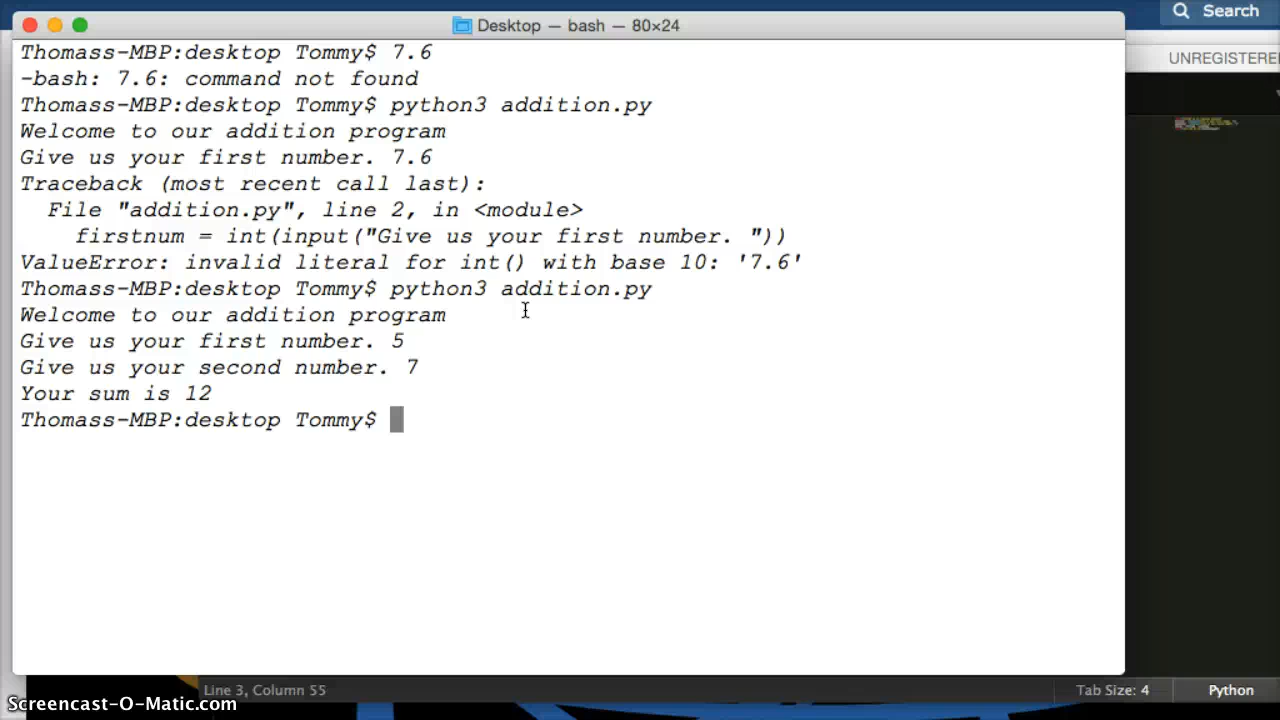 Search
Desktop — bash — 80×24
UNREGISTERE
Thomass-MBP:desktop Tommy$ 7.6
-bash: 7.6: command not found
Thomass-MBP:desktop Tommy$ python3 addition.py
Welcome to our addition program
Give us your first number. 7.6
Traceback (most recent call last):
  File "addition.py", line 2, in <module>
    firstnum = int(input("Give us your first number. "))
ValueError: invalid literal for int() with base 10: '7.6'
Thomass-MBP:desktop Tommy$ python3 addition.py
Welcome to our addition program
Give us your first number. 5
Give us your second number. 7
Your sum is 12
Thomass-MBP:desktop Tommy$
Line 3, Column 55
Tab Size: 4
Python
Screencast-O-Matic.com